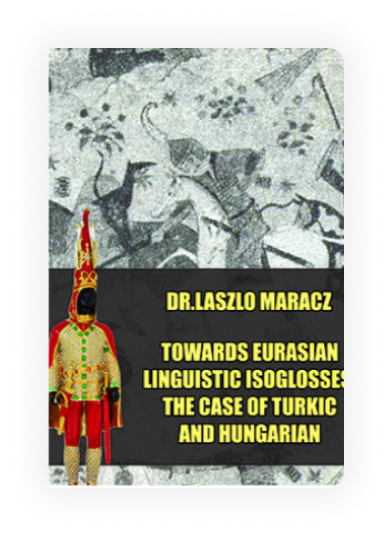 DR.LASZLO MARACZ
TOWARDS EURASIAN
LINGUISTIC ISOGLOSSES
THE CASE OF TURKIC
AND HUNGARIAN